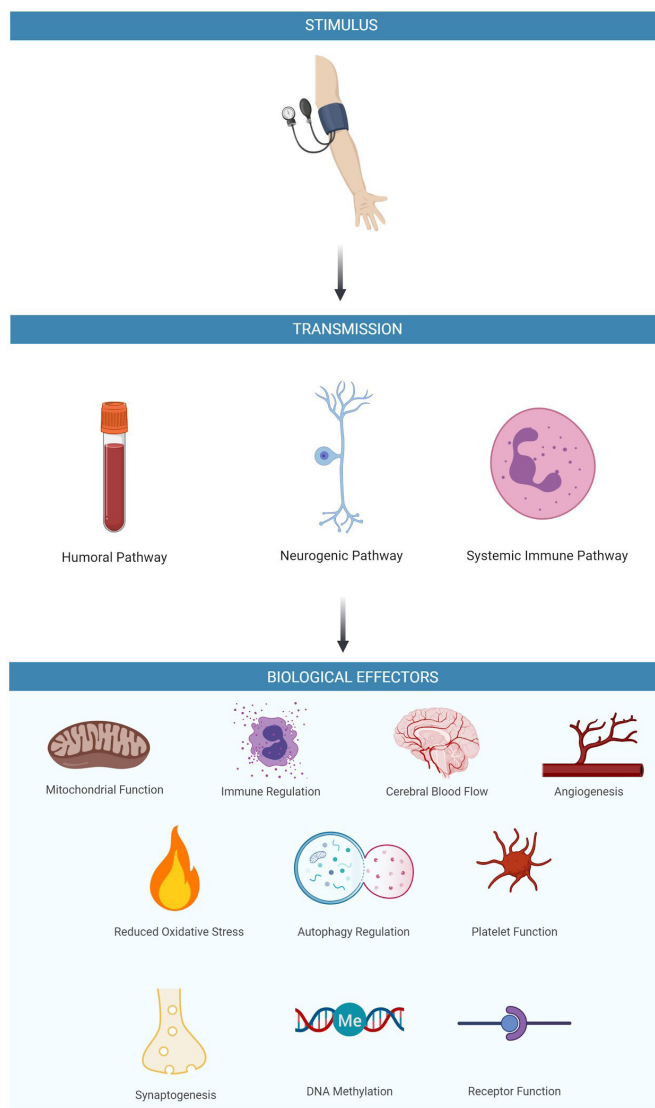 STIMULUS
TRANSMISSION
Humoral Pathway
Neurogenic Pathway
Systemic Immune Pathway
BIOLOGICAL EFFECTORS
Mitochondrial Function
Immune Regulation
Cerebral Blood Flow
Angiogenesis
Reduced Oxidative Stress
Autophagy Regulation
Platelet Function
Me
Synaptogenesis
DNA Methylation
Receptor Function